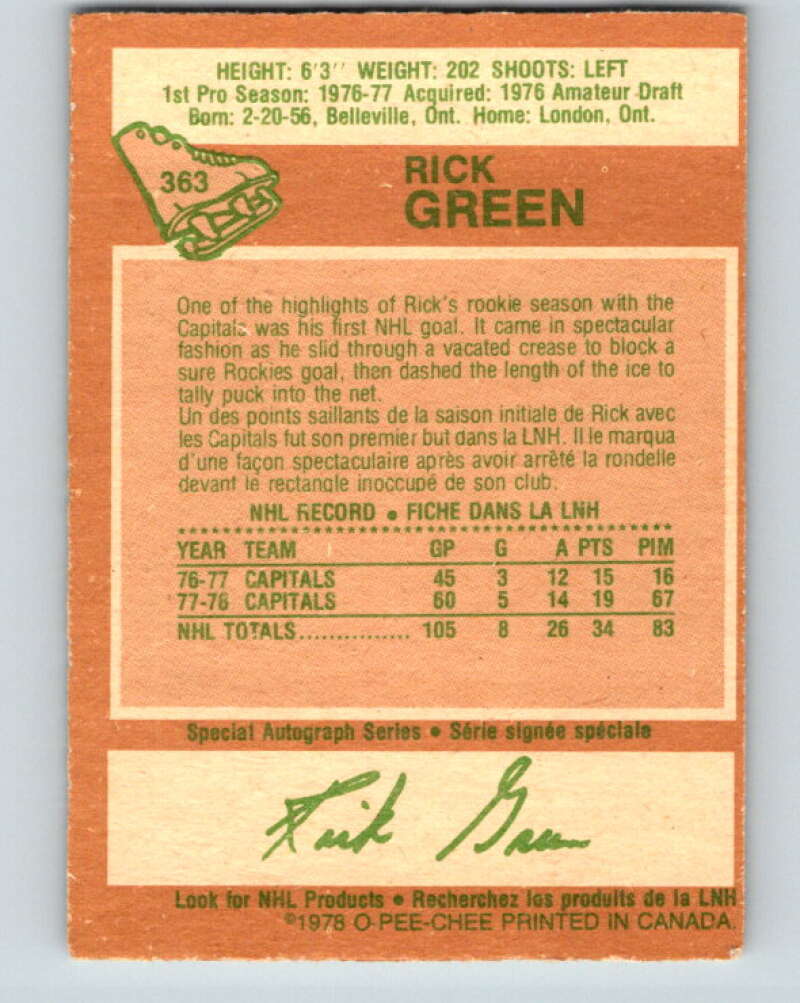 HEIGHT: 6'3'' WEIGHT: 202 SHOOTS: LEFT
1st Pro Season: 1976-77 Acquired: 1976 Amateur Draft
Born: 2-20-56, Belleville, Ont. Home: London, Ont.
363
RICK
GREEN
One of the highlights of Rick's rookie season with the
Capitals was his first NHL goal. It came in spectacular
fashion as he slid through a vacated crease to block a
sure Rockies goal, then dashed the length of the ice to
tally puck into the net.
Un des points saillants de la saison initiale de Rick avec
les Capitals fut son premier but dans la LNH. Il le marqua
d'une façon spectaculaire après avoir arrêté la rondelle
devant le rectangle inoccupé de son club.
NHL RECORD • FICHE DANS LA LNH
YEAR TEAM GP G A PTS PIM
76-77 CAPITALS 45 3 12 15 16
77-78 CAPITALS 60 5 14 19 67
NHL TOTALS............... 105 8 26 34 83
Special Autograph Series • Série signée spéciale
Rick Green
Look for NHL Products • Recherchez les produits de la LNH
©1978 O-PEE-CHEE PRINTED IN CANADA.